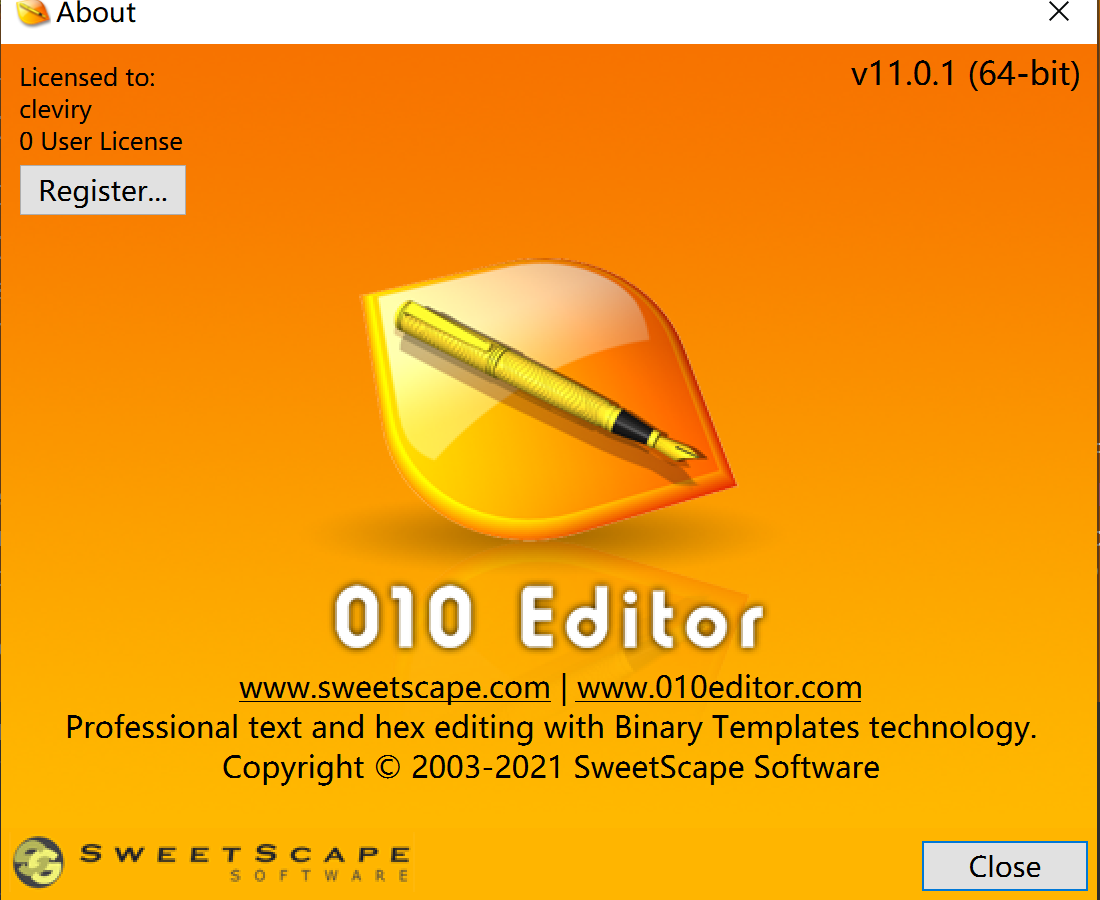 About
Licensed to:
cleviry
0 User License
Register...
v11.0.1 (64-bit)
010 Editor
www.sweetscape.com | www.010editor.com
Professional text and hex editing with Binary Templates technology.
Copyright © 2003-2021 SweetScape Software
SWEETSCAPE
SOFTWARE
Close